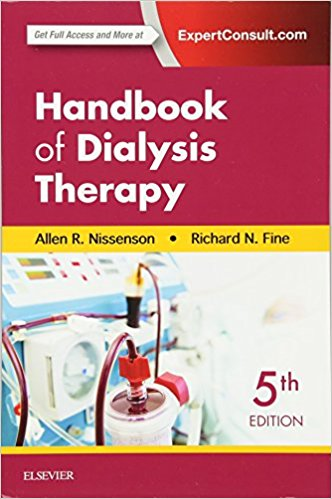 Get Full Access and More at
ExpertConsult.com
Handbook
of Dialysis
Therapy
Allen R. Nissenson • Richard N. Fine
5th
EDITION
ELSEVIER